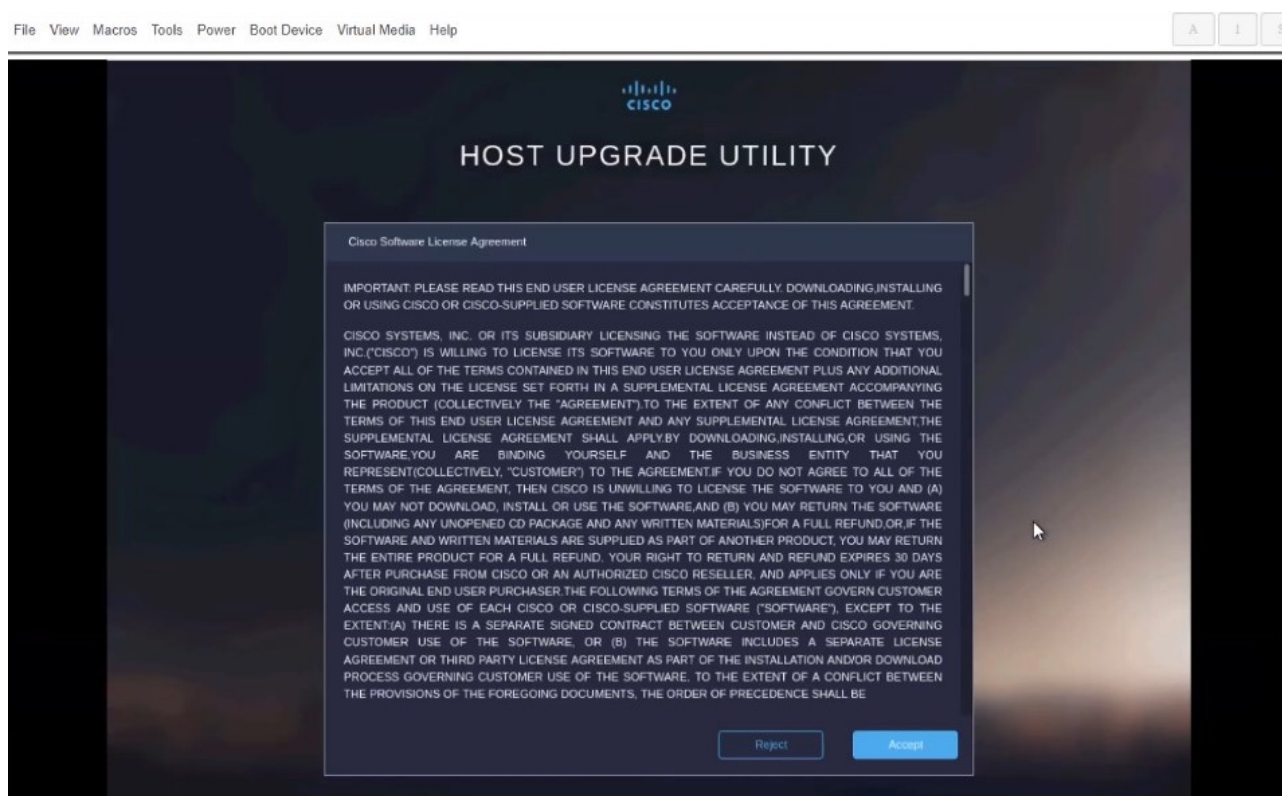 File View Macros Tools Power Boot Device Virtual Media Help
A
1
CISCO
HOST UPGRADE UTILITY
Cisco Software License Agreement
IMPORTANT: PLEASE READ THIS END USER LICENSE AGREEMENT CAREFULLY. DOWNLOADING,INSTALLING
OR USING CISCO OR CISCO-SUPPLIED SOFTWARE CONSTITUTES ACCEPTANCE OF THIS AGREEMENT.
CISCO SYSTEMS, INC. OR ITS SUBSIDIARY LICENSING THE SOFTWARE INSTEAD OF CISCO SYSTEMS,
INC.("CISCO") IS WILLING TO LICENSE ITS SOFTWARE TO YOU ONLY UPON THE CONDITION THAT YOU
ACCEPT ALL OF THE TERMS CONTAINED IN THIS END USER LICENSE AGREEMENT PLUS ANY ADDITIONAL
LIMITATIONS ON THE LICENSE SET FORTH IN A SUPPLEMENTAL LICENSE AGREEMENT ACCOMPANYING
THE PRODUCT (COLLECTIVELY THE "AGREEMENT").TO THE EXTENT OF ANY CONFLICT BETWEEN THE
TERMS OF THIS END USER LICENSE AGREEMENT AND ANY SUPPLEMENTAL LICENSE AGREEMENT,THE
SUPPLEMENTAL LICENSE AGREEMENT SHALL APPLY.BY DOWNLOADING,INSTALLING,OR USING THE
SOFTWARE,YOU ARE BINDING YOURSELF AND THE BUSINESS ENTITY THAT YOU
REPRESENT(COLLECTIVELY, "CUSTOMER") TO THE AGREEMENT.IF YOU DO NOT AGREE TO ALL OF THE
TERMS OF THE AGREEMENT, THEN CISCO IS UNWILLING TO LICENSE THE SOFTWARE TO YOU AND (A)
YOU MAY NOT DOWNLOAD, INSTALL OR USE THE SOFTWARE,AND (B) YOU MAY RETURN THE SOFTWARE
(INCLUDING ANY UNOPENED CD PACKAGE AND ANY WRITTEN MATERIALS)FOR A FULL REFUND,OR,IF THE
SOFTWARE AND WRITTEN MATERIALS ARE SUPPLIED AS PART OF ANOTHER PRODUCT, YOU MAY RETURN
THE ENTIRE PRODUCT FOR A FULL REFUND. YOUR RIGHT TO RETURN AND REFUND EXPIRES 30 DAYS
AFTER PURCHASE FROM CISCO OR AN AUTHORIZED CISCO RESELLER, AND APPLIES ONLY IF YOU ARE
THE ORIGINAL END USER PURCHASER.THE FOLLOWING TERMS OF THE AGREEMENT GOVERN CUSTOMER
ACCESS AND USE OF EACH CISCO OR CISCO-SUPPLIED SOFTWARE ("SOFTWARE"), EXCEPT TO THE
EXTENT:(A) THERE IS A SEPARATE SIGNED CONTRACT BETWEEN CUSTOMER AND CISCO GOVERNING
CUSTOMER USE OF THE SOFTWARE, OR (B) THE SOFTWARE INCLUDES A SEPARATE LICENSE
AGREEMENT OR THIRD PARTY LICENSE AGREEMENT AS PART OF THE INSTALLATION AND/OR DOWNLOAD
PROCESS GOVERNING CUSTOMER USE OF THE SOFTWARE. TO THE EXTENT OF A CONFLICT BETWEEN
THE PROVISIONS OF THE FOREGOING DOCUMENTS, THE ORDER OF PRECEDENCE SHALL BE
Reject
Accept